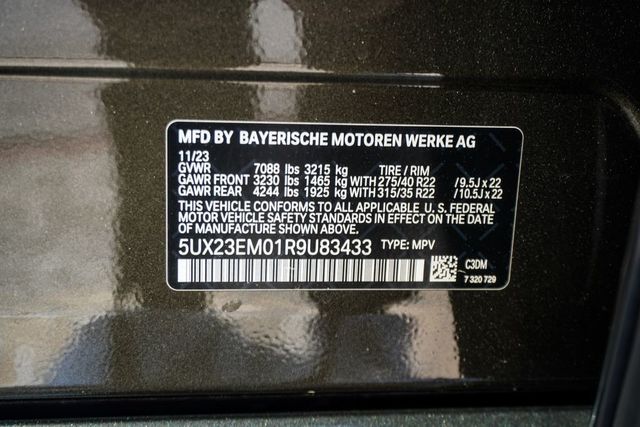 MFD BY BAYERISCHE MOTOREN WERKE AG
11/23
GVWR 7088 lbs 3215 kg TIRE / RIM
GAWR FRONT 3230 lbs 1465 kg WITH 275/40 R22 /9.5J x 22
GAWR REAR 4244 lbs 1925 kg WITH 315/35 R22 /10.5J x 22
THIS VEHICLE CONFORMS TO ALL APPLICABLE U. S. FEDERAL
MOTOR VEHICLE SAFETY STANDARDS IN EFFECT ON THE DATE
OF MANUFACTURE SHOWN ABOVE.
5UX23EM01R9U83433 TYPE: MPV
C3DM
7 320 729